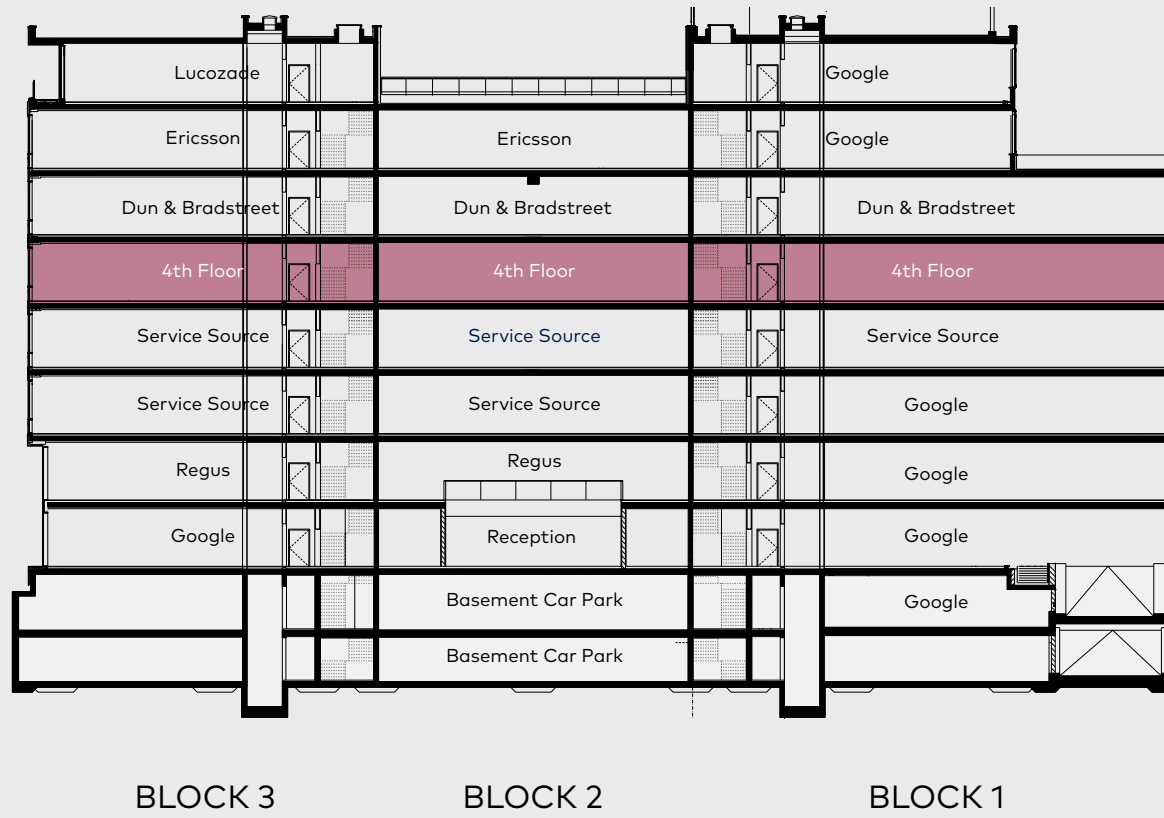 Lucozade Google
Ericsson Ericsson Google
Dun & Bradstreet Dun & Bradstreet Dun & Bradstreet
4th Floor 4th Floor 4th Floor
Service Source Service Source Service Source
Service Source Service Source Google
Regus Regus Google
Google Reception Google
Basement Car Park Google
Basement Car Park
BLOCK 3 BLOCK 2 BLOCK 1